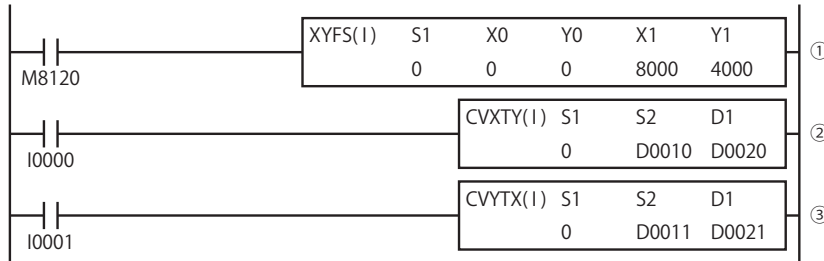 XYFS(I) S1 X0 Y0 X1 Y1
0 0 0 8000 4000 ①
M8120
CVXTY(I) S1 S2 D1
0 D0010 D0020 ②
I0000
CVYTX(I) S1 S2 D1
0 D0011 D0021 ③
I0001